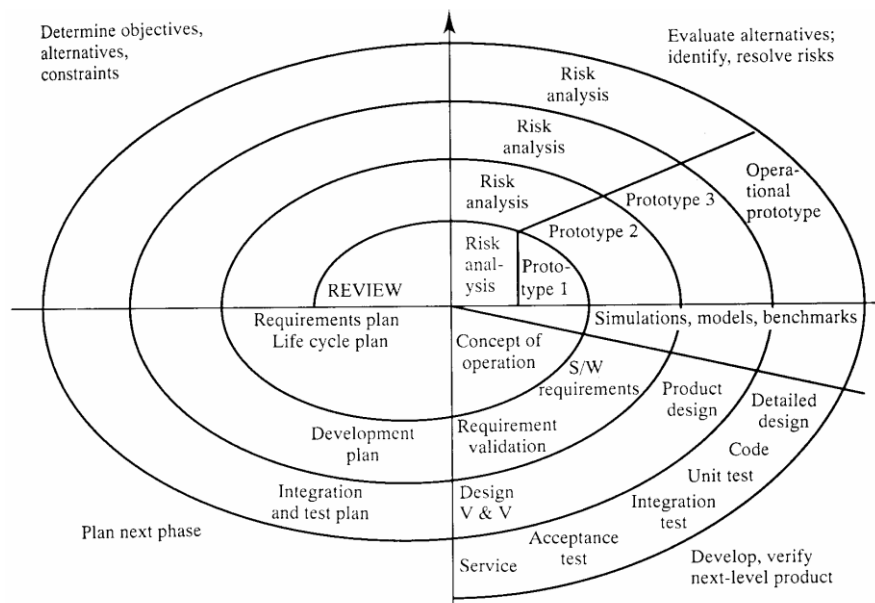 Determine objectives,
alternatives,
constraints
Evaluate alternatives;
identify, resolve risks
Risk
analysis
Risk
analysis
Risk
analysis
Risk
anal-
ysis
Proto-
type 1
Prototype 2
Prototype 3
Opera-
tional
prototype
REVIEW
Requirements plan
Life cycle plan
Simulations, models, benchmarks
Concept of
operation
S/W
requirements
Product
design
Detailed
design
Development
plan
Requirement
validation
Code
Unit test
Integration
and test plan
Design
V & V
Integration
test
Acceptance
test
Service
Plan next phase
Develop, verify
next-level product